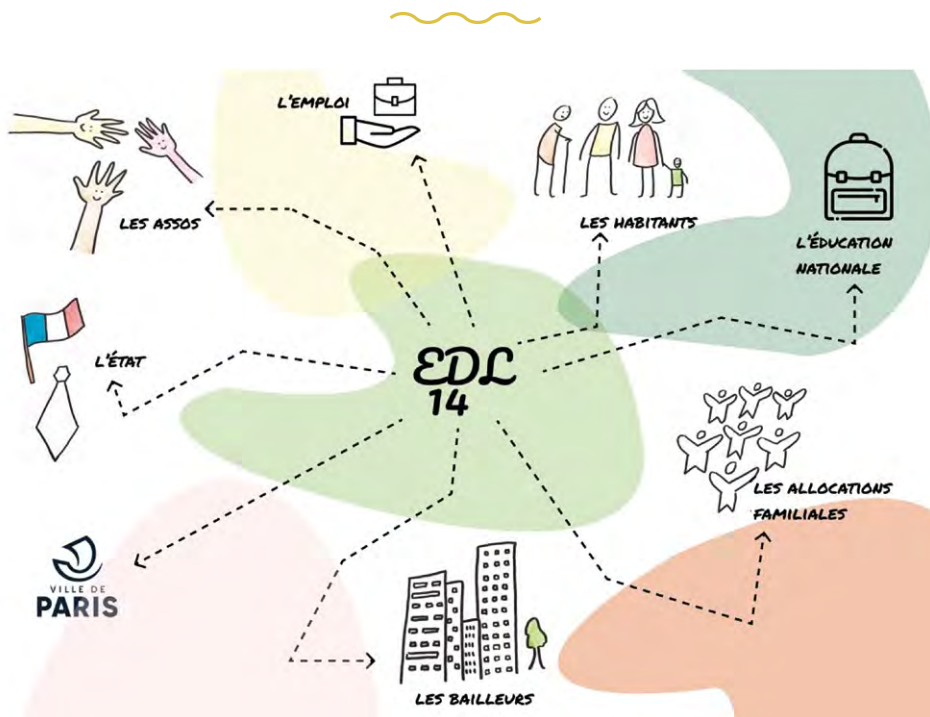 L'EMPLOI
LES ASSOS
LES HABITANTS
L'ÉDUCATION
NATIONALE
L'ÉTAT
EDL
14
LES ALLOCATIONS
FAMILIALES
VILLE DE
PARIS
LES BAILLEURS